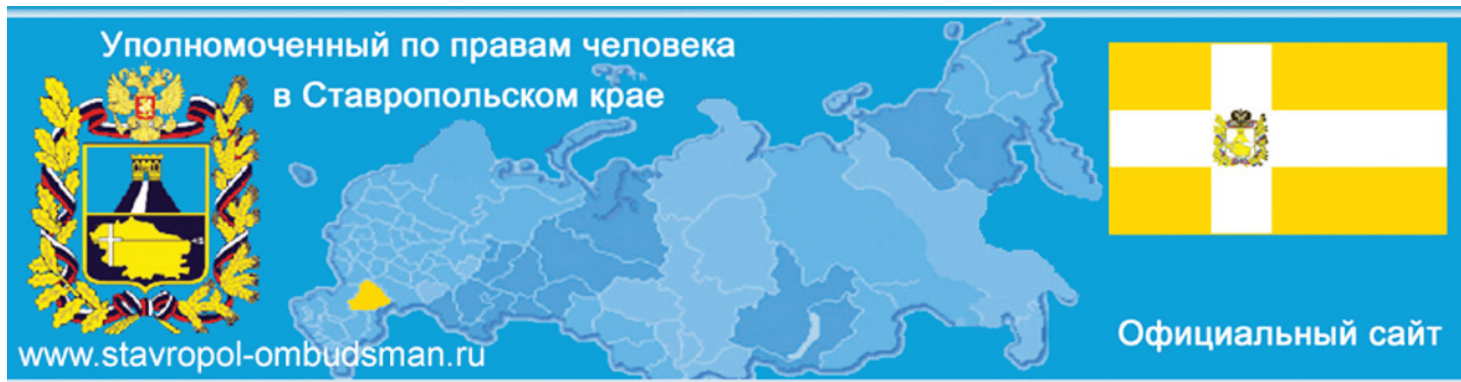 Уполномоченный по правам человека
в Ставропольском крае
www.stavropol-ombudsman.ru
Официальный сайт